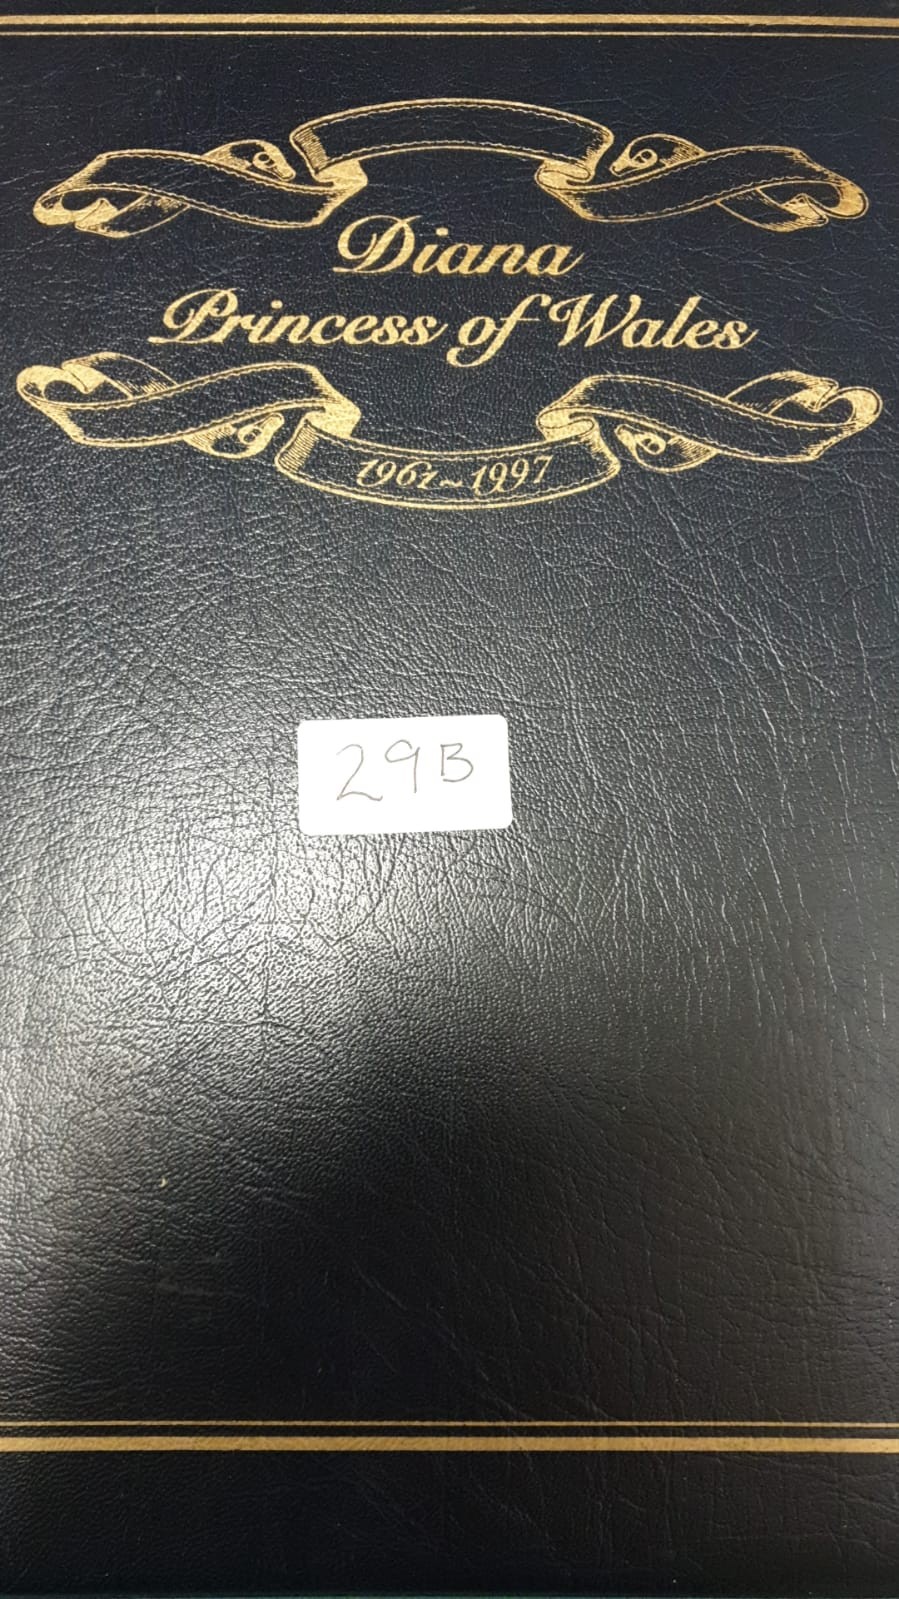 Diana
Princess of Wales
1961~1997
29B